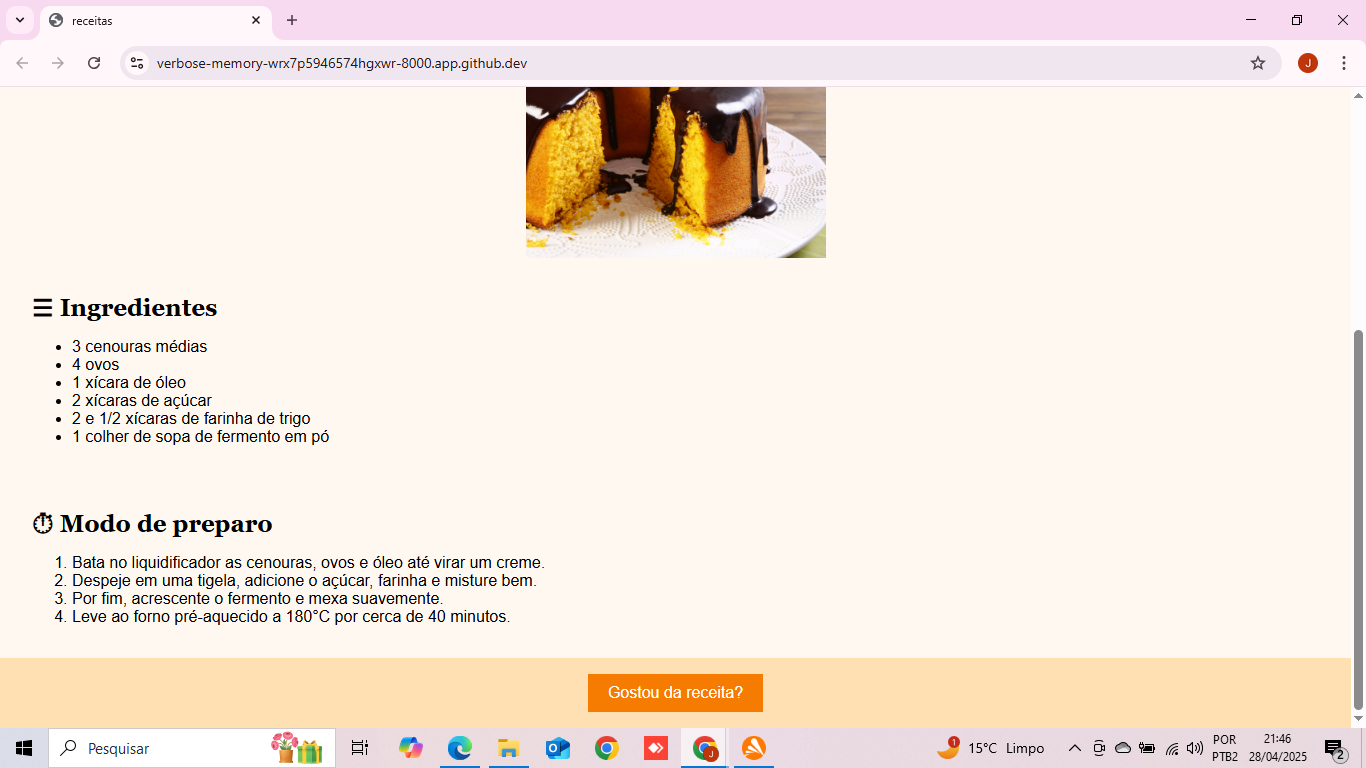 receitas
verbose-memory-wrx7p5946574hgxwr-8000.app.github.dev
J
Ingredientes
3 cenouras médias
4 ovos
1 xícara de óleo
2 xícaras de açúcar
2 e 1/2 xícaras de farinha de trigo
1 colher de sopa de fermento em pó
Modo de preparo
1. Bata no liquidificador as cenouras, ovos e óleo até virar um creme.
2. Despeje em uma tigela, adicione o açúcar, farinha e misture bem.
3. Por fim, acrescente o fermento e mexa suavemente.
4. Leve ao forno pré-aquecido a 180°C por cerca de 40 minutos.
Gostou da receita?
Pesquisar
J
1
15°C Limpo
POR
PTB2
21:46
28/04/2025
2